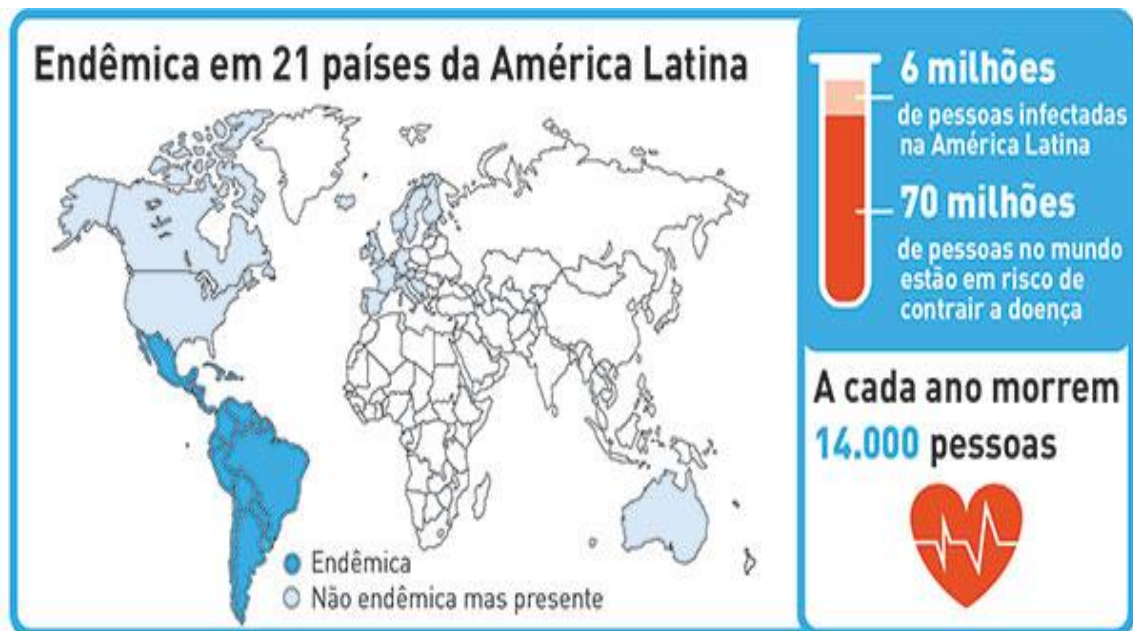 Endêmica em 21 países da América Latina
Endêmica
Não endêmica mas presente
6 milhões
de pessoas infectadas
na América Latina
70 milhões
de pessoas no mundo
estão em risco de
contrair a doença
A cada ano morrem
14.000 pessoas